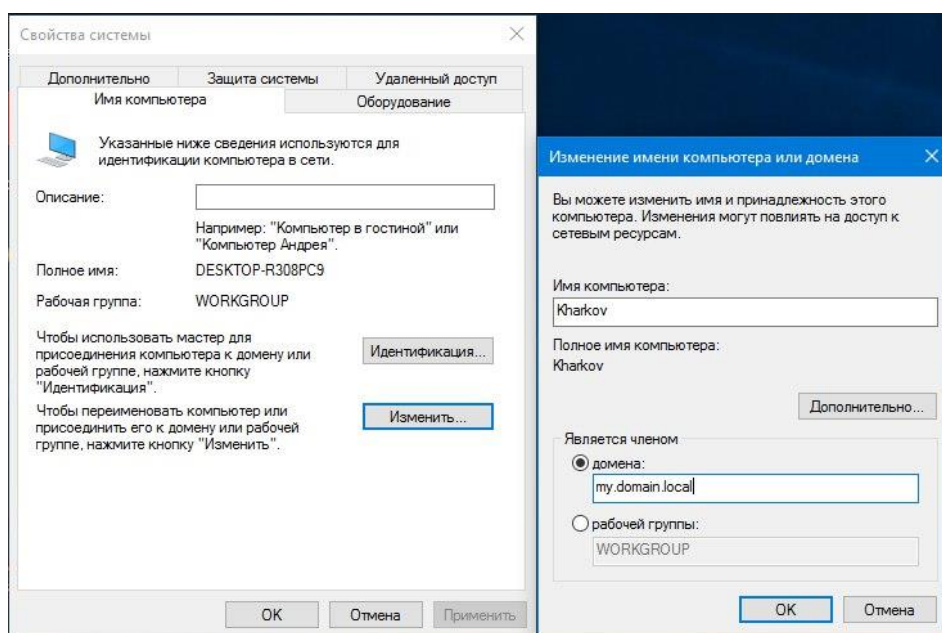 Свойства системы
Дополнительно
Защита системы
Удаленный доступ
Имя компьютера
Оборудование
Указанные ниже сведения используются для
идентификации компьютера в сети.
Описание:
Например: "Компьютер в гостиной" или
"Компьютер Андрея".
Полное имя:
DESKTOP-R308PC9
Рабочая группа:
WORKGROUP
Чтобы использовать мастер для
присоединения компьютера к домену или
рабочей группе, нажмите кнопку
"Идентификация".
Идентификация...
Чтобы переименовать компьютер или
присоединить его к домену или рабочей
группе, нажмите кнопку "Изменить".
Изменить...
ОК
Отмена
Применить
Изменение имени компьютера или домена
Вы можете изменить имя и принадлежность этого
компьютера. Изменения могут повлиять на доступ к
сетевым ресурсам.
Имя компьютера:
Kharkov
Полное имя компьютера:
Kharkov
Дополнительно...
Является членом
домена:
my.domain.local
рабочей группы:
WORKGROUP
ОК
Отмена